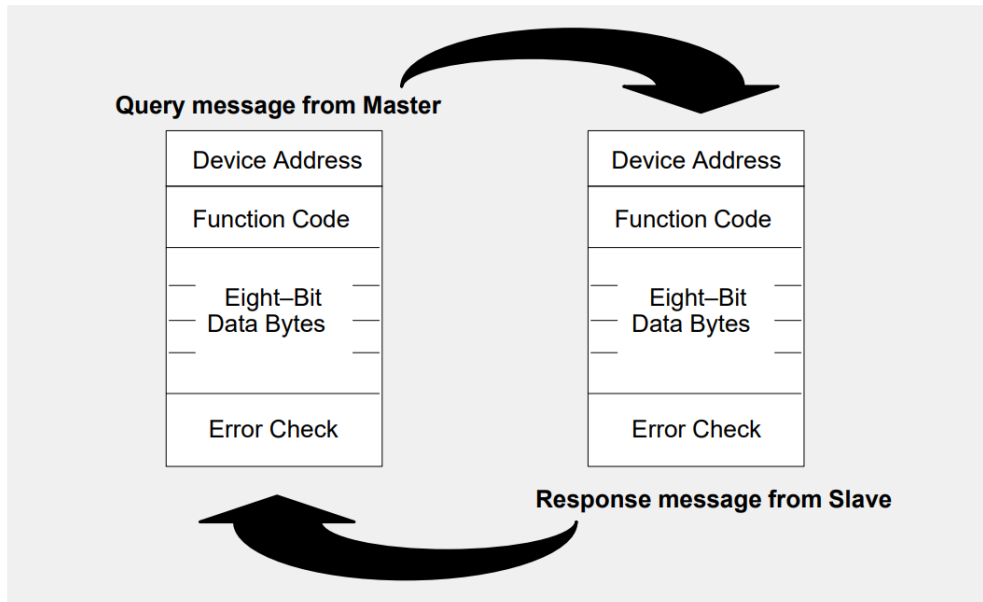 Query message from Master
Device Address
Function Code
Eight–Bit
Data Bytes
Error Check
Device Address
Function Code
Eight–Bit
Data Bytes
Error Check
Response message from Slave